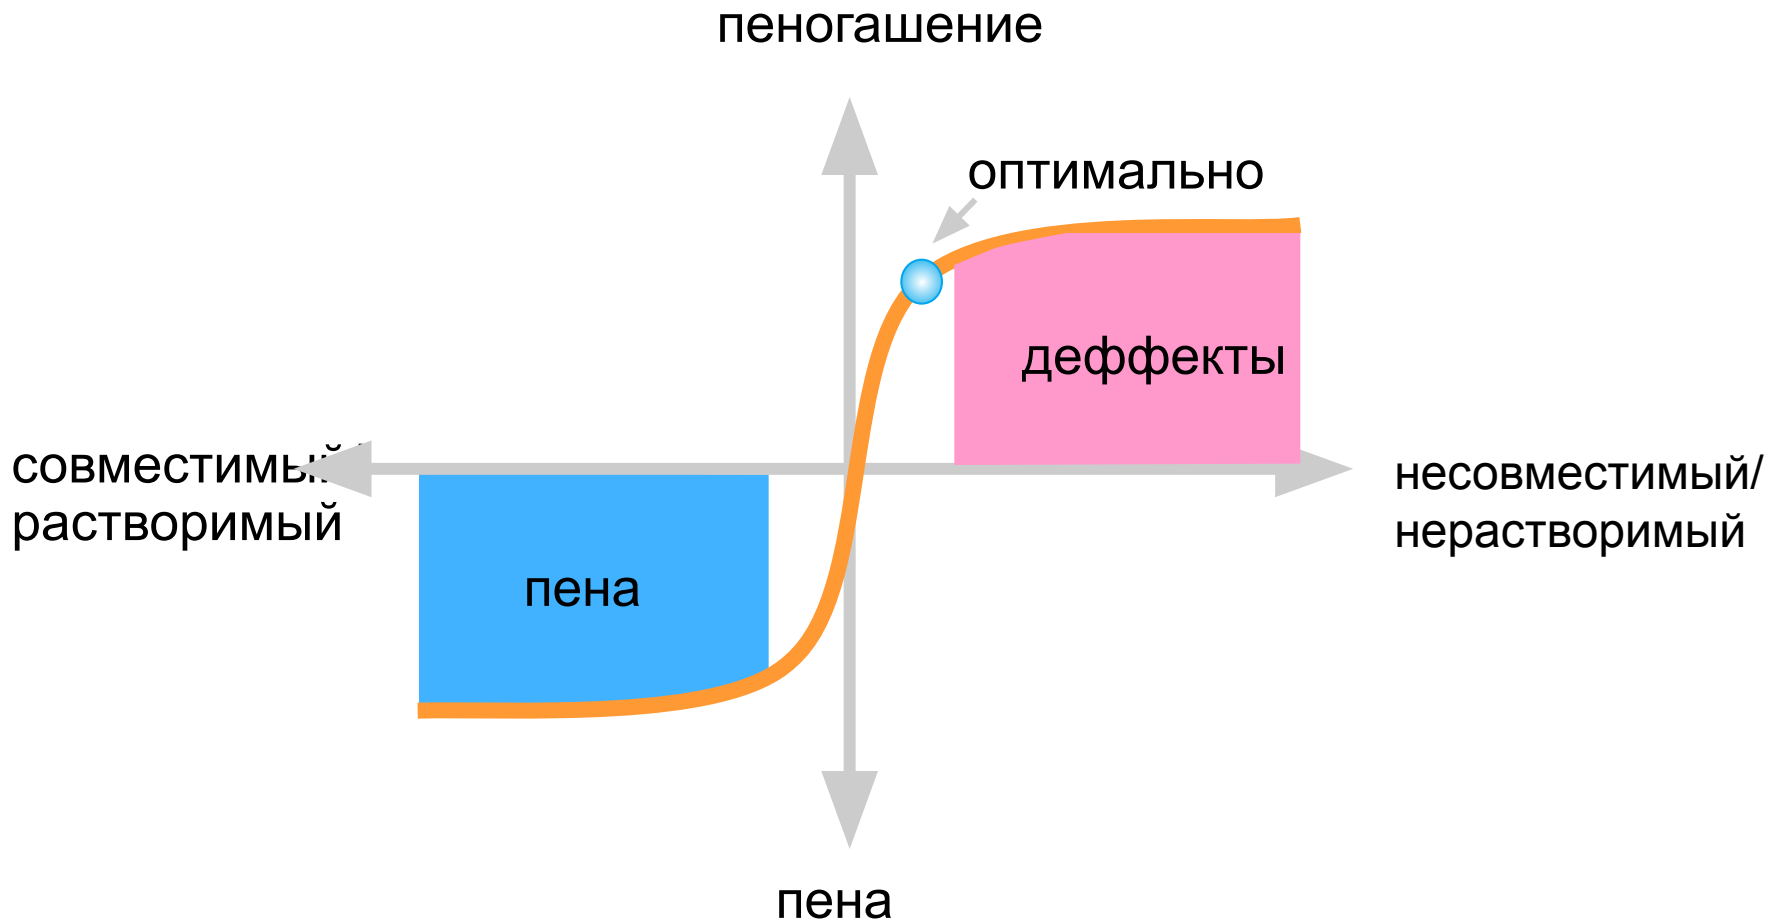 пеногашение
оптимально
деффекты
совместимый/
растворимый
несовместимый/
нерастворимый
пена
пена